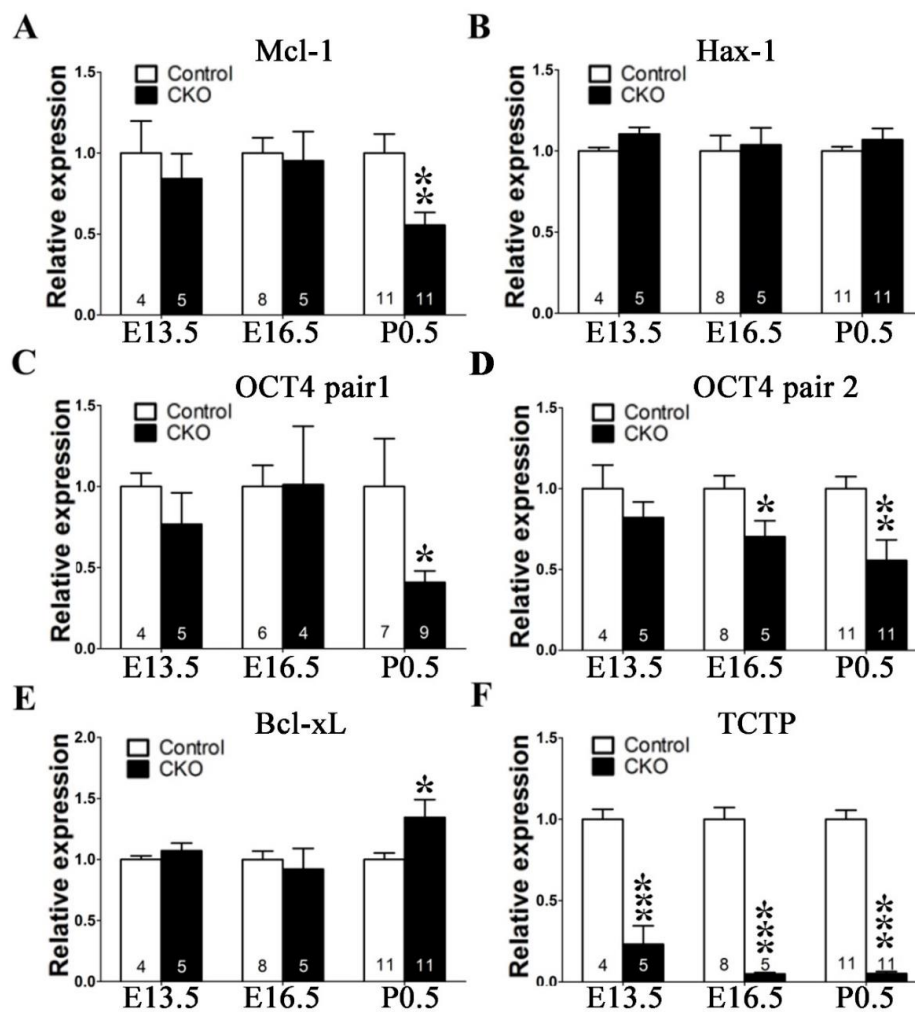 A
Mcl-1
Relative expression
1.5
1.0
0.5
0.0
Control
CKO
**
4 5 8 5 11 11
E13.5 E16.5 P0.5
B
Hax-1
Relative expression
1.5
1.0
0.5
0.0
Control
CKO
4 5 8 5 11 11
E13.5 E16.5 P0.5
C
OCT4 pair1
Relative expression
1.5
1.0
0.5
0.0
Control
CKO
*
4 5 6 4 7 9
E13.5 E16.5 P0.5
D
OCT4 pair 2
Relative expression
1.5
1.0
0.5
0.0
Control
CKO
* **
4 5 8 5 11 11
E13.5 E16.5 P0.5
E
Bcl-xL
Relative expression
2.0
1.5
1.0
0.5
0.0
Control
CKO
*
4 5 8 5 11 11
E13.5 E16.5 P0.5
F
TCTP
Relative expression
1.5
1.0
0.5
0.0
Control
CKO
*** *** ***
4 5 8 5 11 11
E13.5 E16.5 P0.5